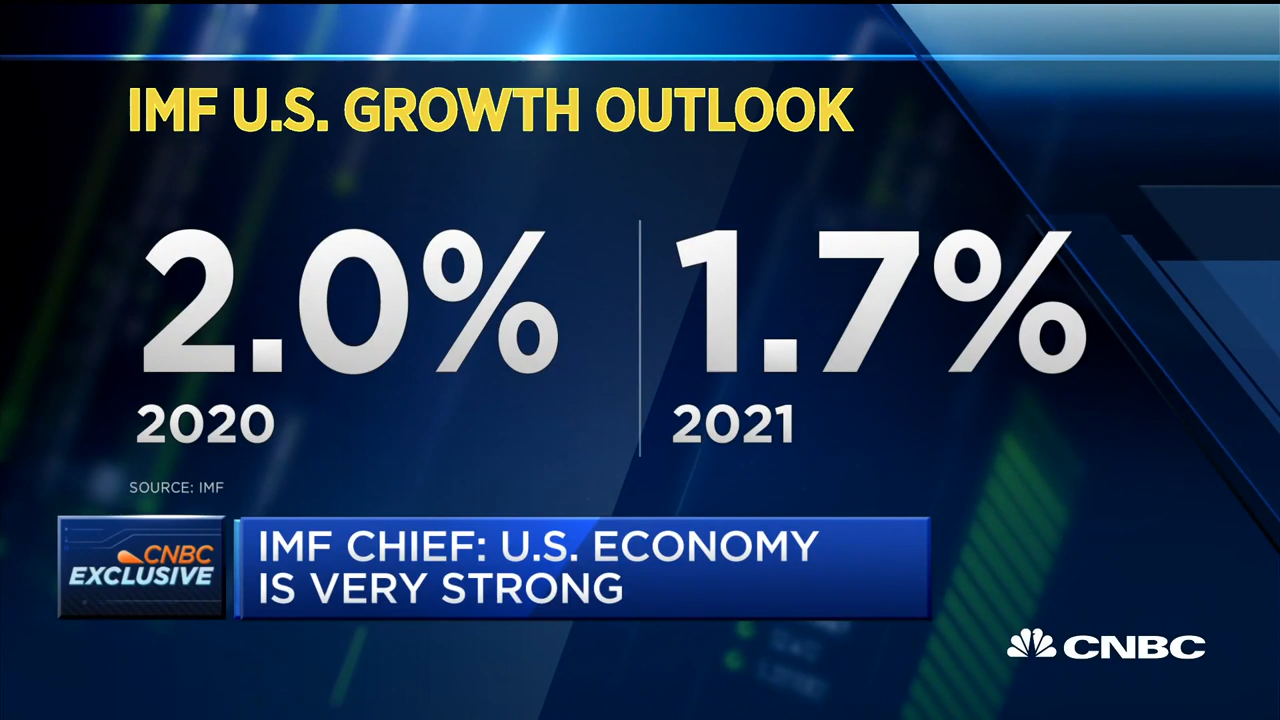 IMF U.S. GROWTH OUTLOOK
2.0%
2020
1.7%
2021
SOURCE: IMF
CNBC
EXCLUSIVE
IMF CHIEF: U.S. ECONOMY
IS VERY STRONG
CNBC